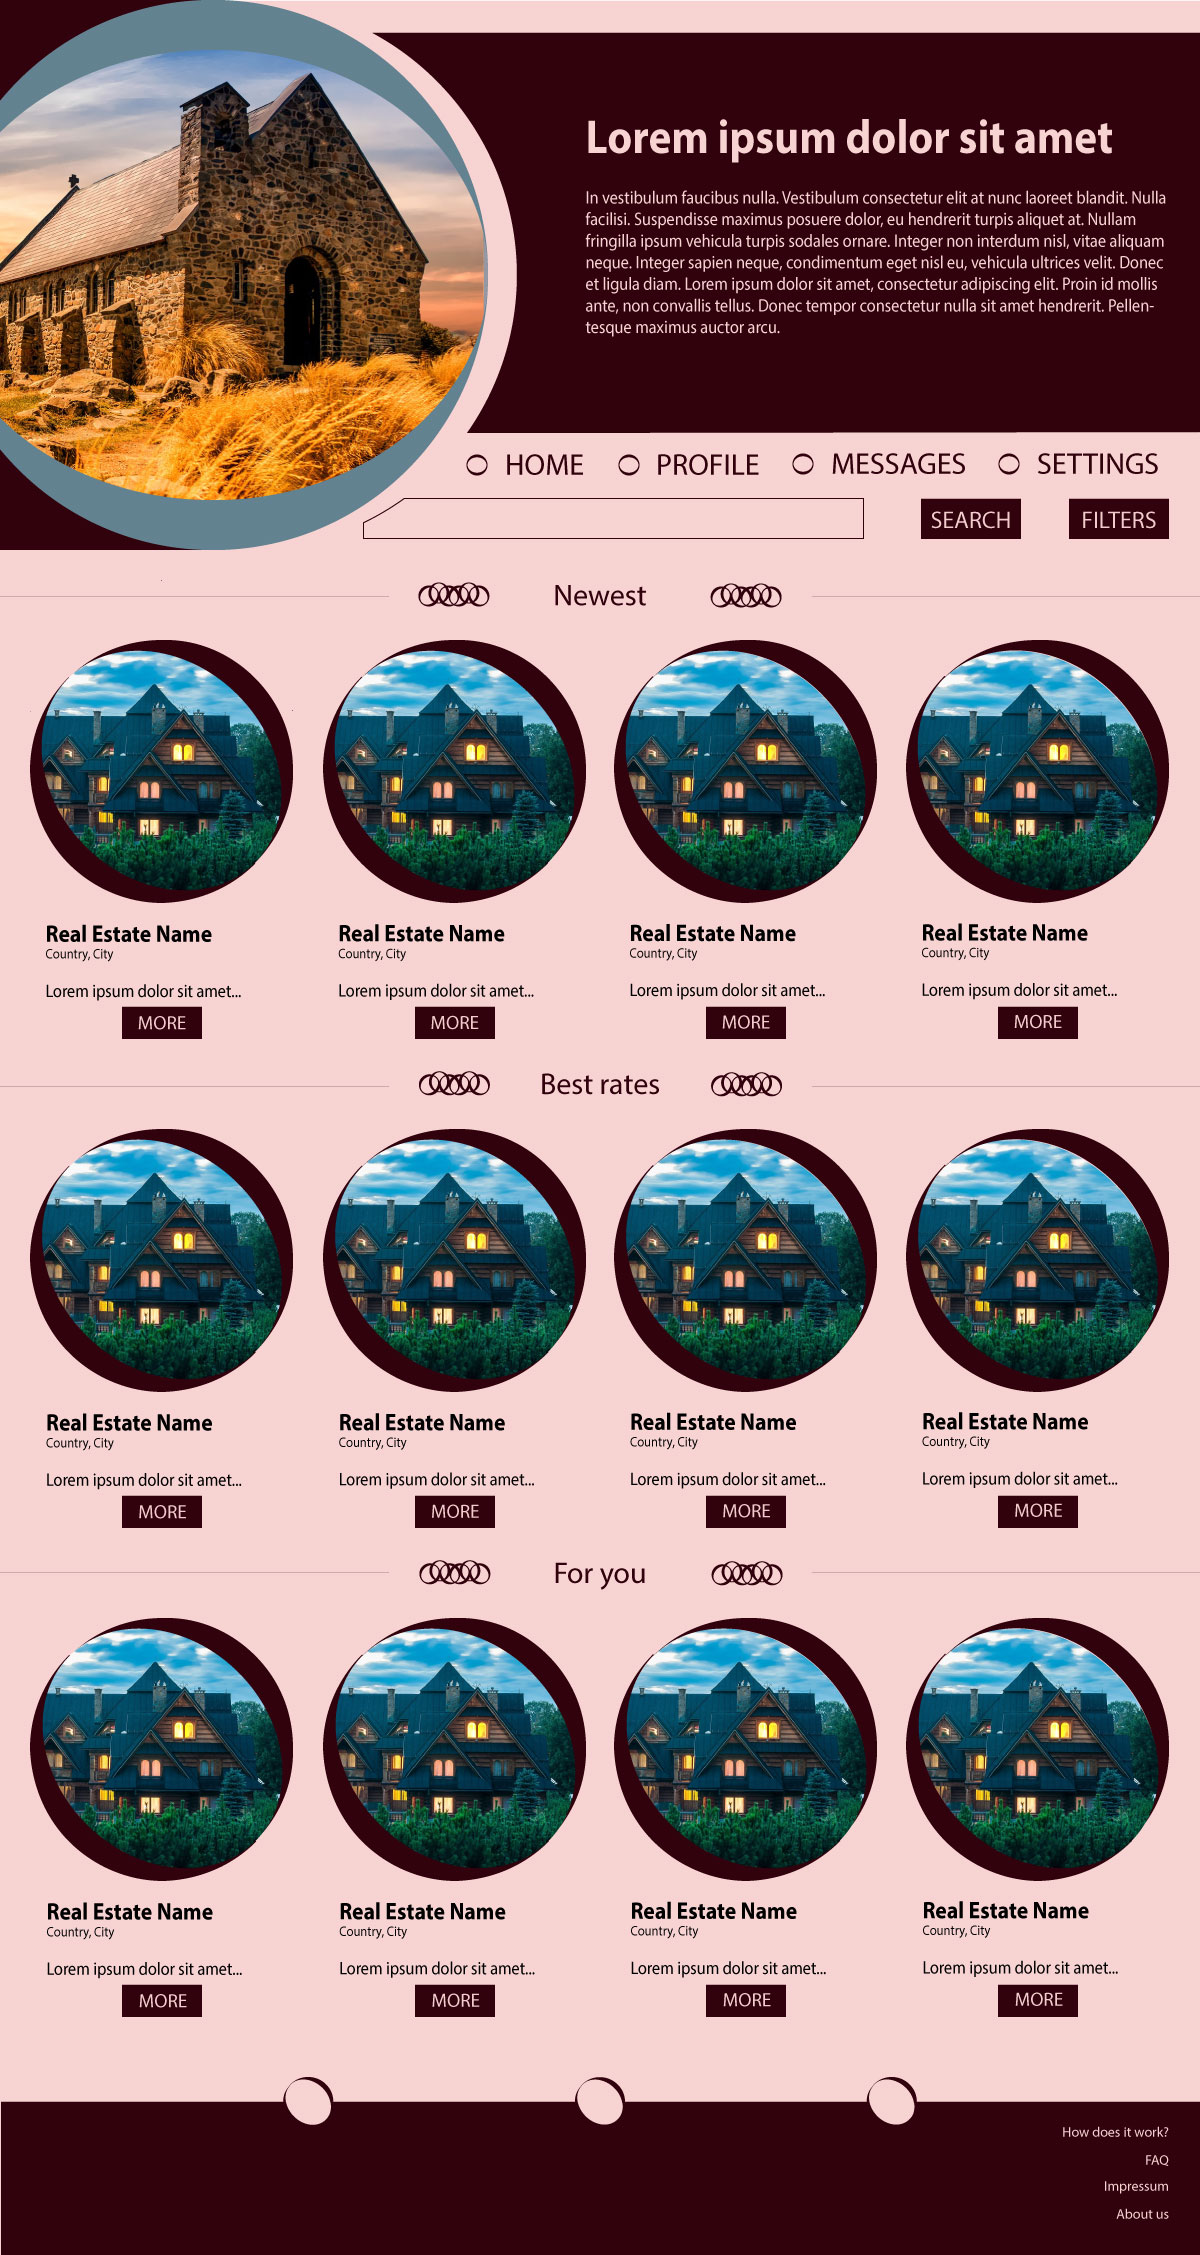 Lorem ipsum dolor sit amet
In vestibulum faucibus nulla. Vestibulum consectetur elit at nunc laoreet blandit. Nulla
facilisi. Suspendisse maximus posuere dolor, eu hendrerit turpis aliquet at. Nullam
fringilla ipsum vehicula turpis sodales ornare. Integer non interdum nisl, vitae aliquam
neque. Integer sapien neque, condimentum eget nisl eu, vehicula ultrices velit. Donec
et ligula diam. Lorem ipsum dolor sit amet, consectetur adipiscing elit. Proin id mollis
ante, non convallis tellus. Donec tempor consectetur nulla sit amet hendrerit. Pellen-
tesque maximus auctor arcu.
HOME PROFILE MESSAGES SETTINGS
SEARCH FILTERS
Newest
Real Estate Name Real Estate Name Real Estate Name Real Estate Name
Country, City Country, City Country, City Country, City
Lorem ipsum dolor sit amet... Lorem ipsum dolor sit amet... Lorem ipsum dolor sit amet... Lorem ipsum dolor sit amet...
MORE MORE MORE MORE
Best rates
Real Estate Name Real Estate Name Real Estate Name Real Estate Name
Country, City Country, City Country, City Country, City
Lorem ipsum dolor sit amet... Lorem ipsum dolor sit amet... Lorem ipsum dolor sit amet... Lorem ipsum dolor sit amet...
MORE MORE MORE MORE
For you
Real Estate Name Real Estate Name Real Estate Name Real Estate Name
Country, City Country, City Country, City Country, City
Lorem ipsum dolor sit amet... Lorem ipsum dolor sit amet... Lorem ipsum dolor sit amet... Lorem ipsum dolor sit amet...
MORE MORE MORE MORE
How does it work?
FAQ
Impressum
About us